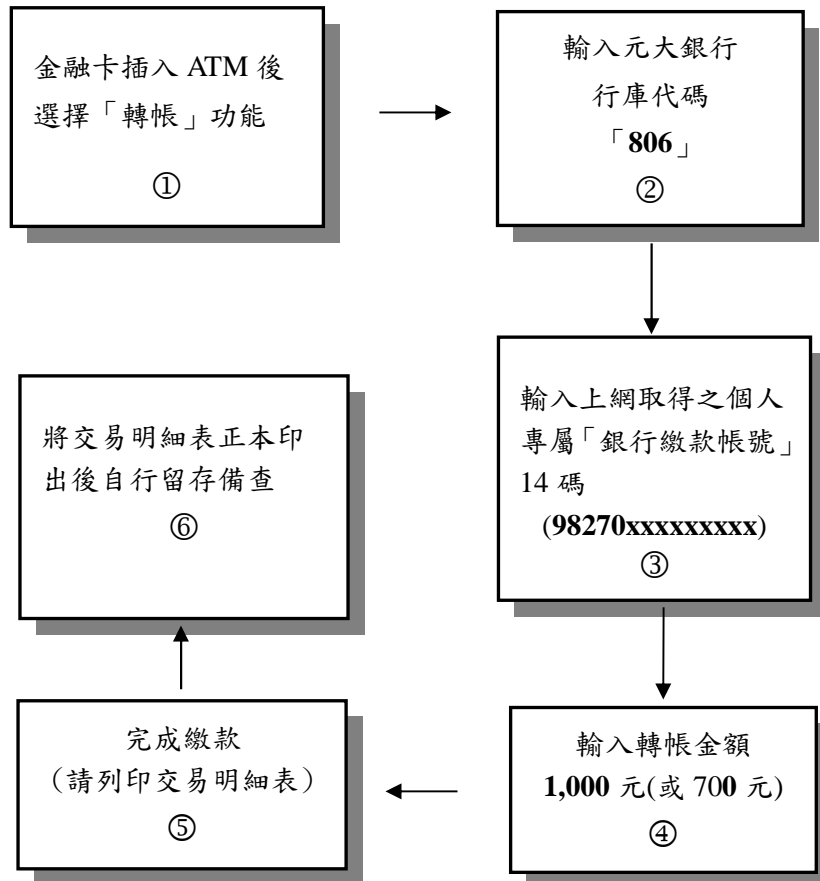 金融卡插入 ATM 後
選擇「轉帳」功能
①
輸入元大銀行
行庫代碼
「806」
②
輸入上網取得之個人
專屬「銀行繳款帳號」
14 碼
(98270xxxxxxxxx)
③
輸入轉帳金額
1,000 元(或 700 元)
④
完成繳款
（請列印交易明細表）
⑤
將交易明細表正本印
出後自行留存備查
⑥